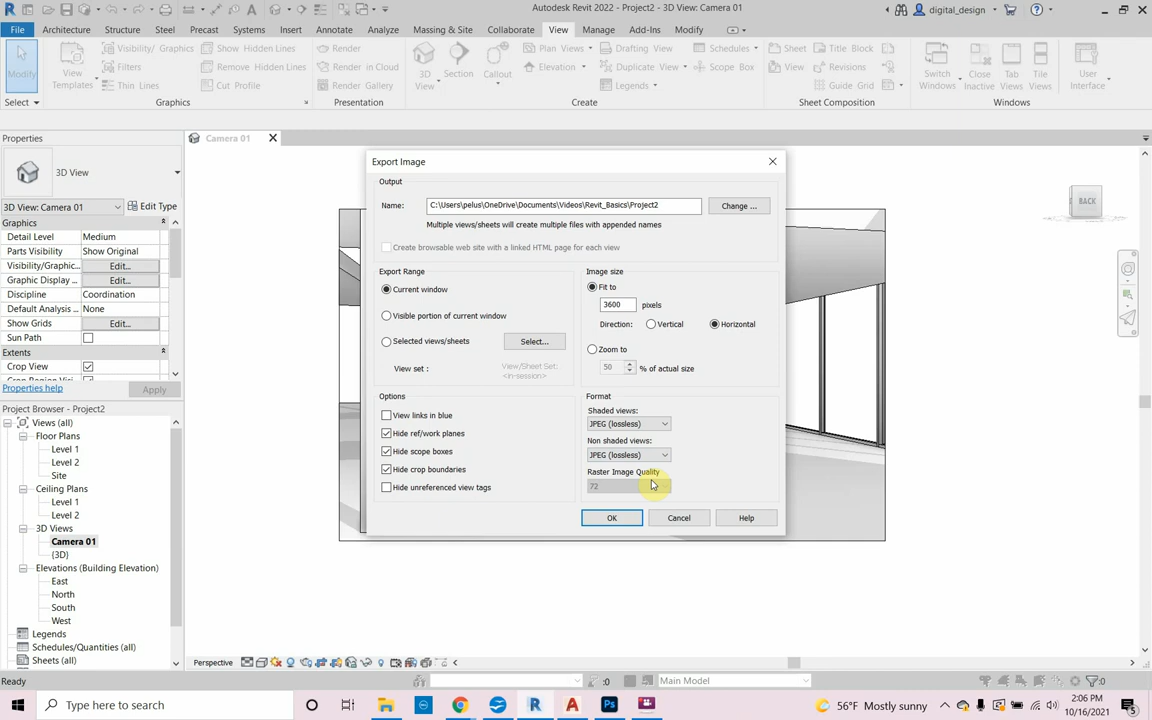 Autodesk Revit 2022 - Project2 - 3D View: Camera 01
digital_design
File
Architecture
Structure
Steel
Precast
Systems
Insert
Annotate
Analyze
Massing & Site
Collaborate
View
Manage
Add-Ins
Modify
Modify
View
Templates
Visibility/ Graphics
Filters
Thin Lines
Show Hidden Lines
Remove Hidden Lines
Cut Profile
Render
Render in Cloud
Render Gallery
3D
View
Section
Callout
Plan Views
Elevation
Drafting View
Duplicate View
Legends
Schedules
Scope Box
Sheet
View
Title Block
Revisions
Guide Grid
Switch
Windows
Close
Inactive
Tab
Views
Tile
Views
User
Interface
Select
Graphics
Presentation
Create
Sheet Composition
Windows
Properties
Camera 01
3D View
3D View: Camera 01
Edit Type
Graphics
Detail Level
Medium
Parts Visibility
Show Original
Visibility/Graphic...
Edit...
Graphic Display ...
Edit...
Discipline
Coordination
Default Analysis ...
None
Show Grids
Edit...
Sun Path
Extents
Crop View
Properties help
Apply
Project Browser - Project2
Views (all)
Floor Plans
Level 1
Level 2
Site
Ceiling Plans
Level 1
Level 2
3D Views
Camera 01
{3D}
Elevations (Building Elevation)
East
North
South
West
Legends
Schedules/Quantities (all)
Sheets (all)
Export Image
Output
Name:
C:\Users\pelus\OneDrive\Documents\Videos\Revit_Basics\Project2
Change ...
Multiple views/sheets will create multiple files with appended names
Create browsable web site with a linked HTML page for each view
Export Range
Current window
Visible portion of current window
Selected views/sheets
Select...
View set :
View/Sheet Set:
<in-session>
Image size
Fit to
3600
pixels
Direction:
Vertical
Horizontal
Zoom to
50
% of actual size
Options
View links in blue
Hide ref/work planes
Hide scope boxes
Hide crop boundaries
Hide unreferenced view tags
Format
Shaded views:
JPEG (lossless)
Non shaded views:
JPEG (lossless)
Raster Image Quality
72
OK
Cancel
Help
BACK
Perspective
Ready
:0
Main Model
:0
Type here to search
56°F Mostly sunny
2:06 PM
10/16/2021
5